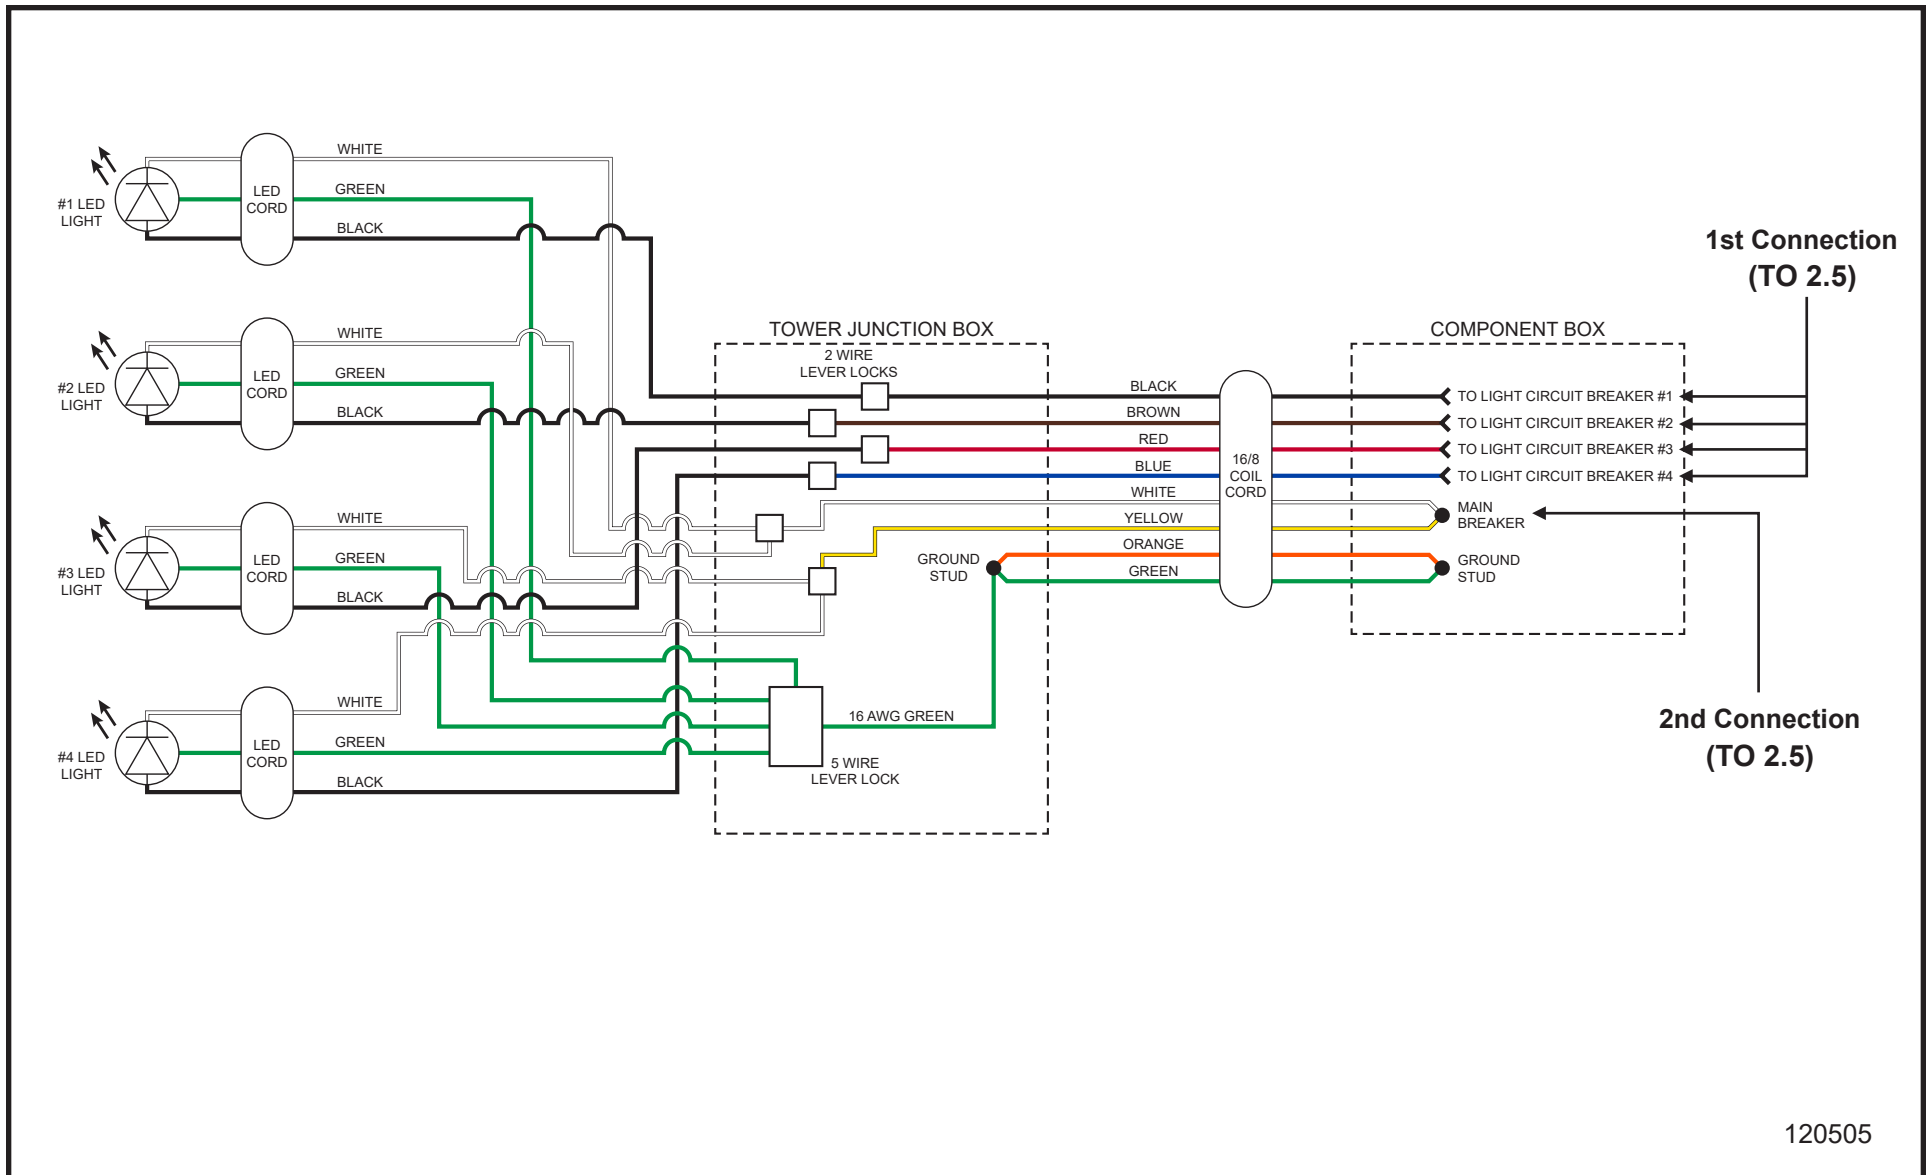 WHITE
#1 LED
LIGHT
LED
CORD
GREEN
BLACK
WHITE
#2 LED
LIGHT
LED
CORD
GREEN
BLACK
WHITE
#3 LED
LIGHT
LED
CORD
GREEN
BLACK
WHITE
#4 LED
LIGHT
LED
CORD
GREEN
BLACK
TOWER JUNCTION BOX
2 WIRE
LEVER LOCKS
GROUND
STUD
16 AWG GREEN
5 WIRE
LEVER LOCK
BLACK
BROWN
RED
BLUE
WHITE
YELLOW
ORANGE
GREEN
16/8
COIL
CORD
COMPONENT BOX
TO LIGHT CIRCUIT BREAKER #1
TO LIGHT CIRCUIT BREAKER #2
TO LIGHT CIRCUIT BREAKER #3
TO LIGHT CIRCUIT BREAKER #4
MAIN
BREAKER
GROUND
STUD
1st Connection
(TO 2.5)
2nd Connection
(TO 2.5)
120505